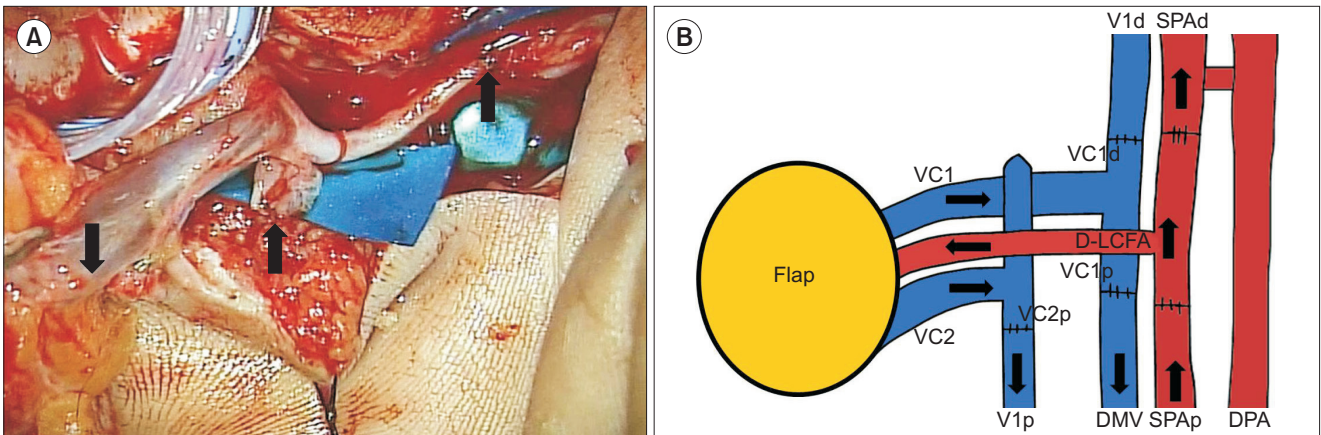 A
B
V1d SPAd
VC1d
VC1
D-LCFA
Flap
VC1p
VC2p
VC2
V1p DMV SPAp DPA